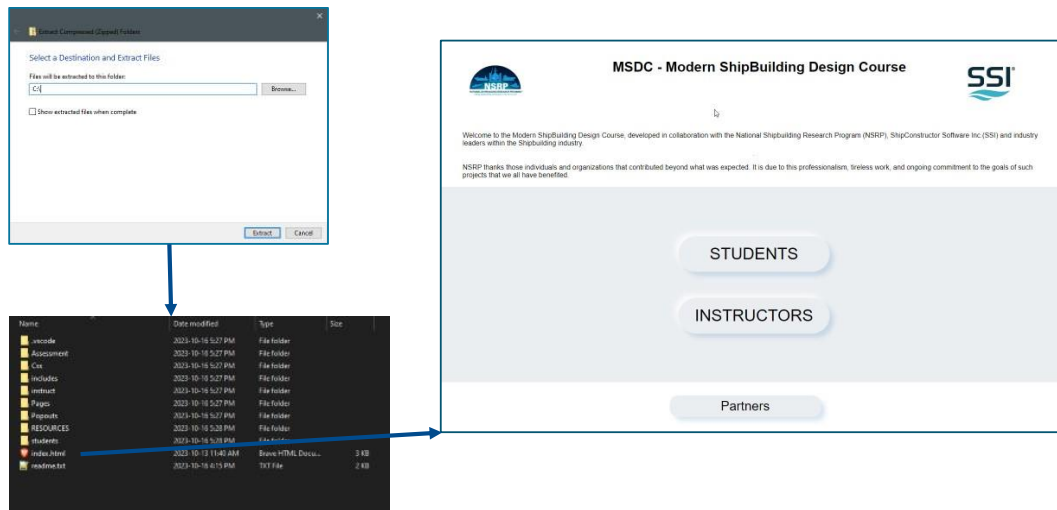 Extract Compressed (Zipped) Folders
Select a Destination and Extract Files
Files will be extracted to this folder:
C:\
Browse...
Show extracted files when complete
Extract
Cancel
Name
Date modified
Type
Size
.vscode 2023-10-16 5:27 PM File folder
Assessment 2023-10-16 5:27 PM File folder
Css 2023-10-16 5:27 PM File folder
includes 2023-10-16 5:27 PM File folder
instruct 2023-10-16 5:27 PM File folder
Pages 2023-10-16 5:27 PM File folder
Popouts 2023-10-16 5:27 PM File folder
RESOURCES 2023-10-16 5:28 PM File folder
students 2023-10-16 5:28 PM File folder
index.html 2023-10-13 11:40 AM Brave HTML Docu... 3 KB
readme.txt 2023-10-16 4:15 PM TXT File 2 KB
NSRP
MSDC - Modern ShipBuilding Design Course
SSI
Welcome to the Modern ShipBuilding Design Course, developed in collaboration with the National Shipbuilding Research Program (NSRP), ShipConstructor Software Inc.(SSI) and industry
leaders within the Shipbuilding industry.
NSRP thanks those individuals and organizations that contributed beyond what was expected. It is due to this professionalism, tireless work, and ongoing commitment to the goals of such
projects that we all have benefited.
STUDENTS
INSTRUCTORS
Partners